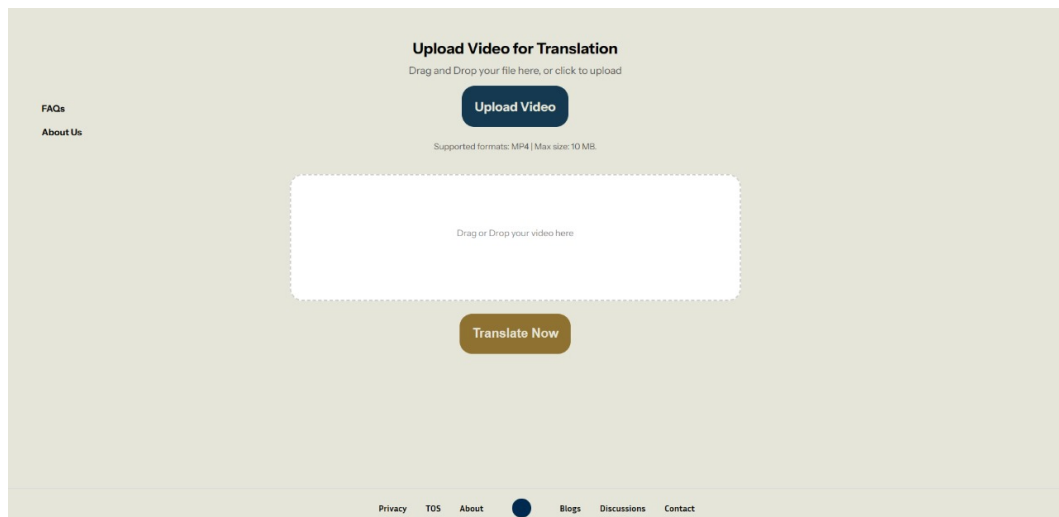 Upload Video for Translation
Drag and Drop your file here, or click to upload
Upload Video
FAQs
About Us
Supported formats: MP4 | Max size: 10 MB.
Drag or Drop your video here
Translate Now
Privacy TOS About Blogs Discussions Contact